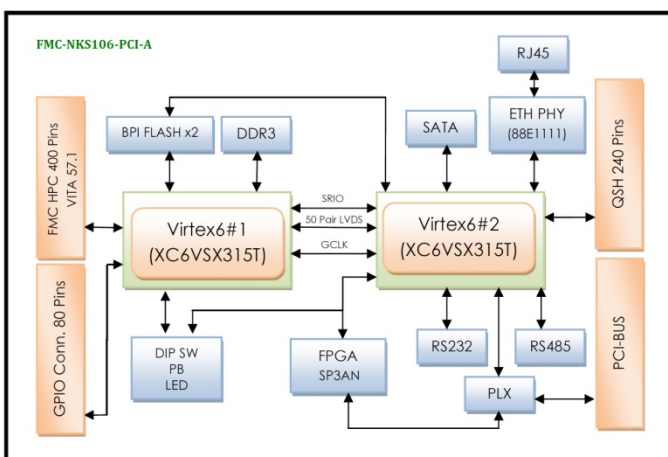 FMC-NKS106-PCI-A
RJ45
FMC HPC 400 Pins
VITA 57.1
BPI FLASH x2
DDR3
SATA
ETH PHY
(88E1111)
QSH 240 Pins
Virtex6#1
(XC6VSX315T)
SRIO
50 Pair LVDS
GCLK
Virtex6#2
(XC6VSX315T)
GPIO Conn. 80 Pins
DIP SW
PB
LED
FPGA
SP3AN
RS232
RS485
PLX
PCI-BUS